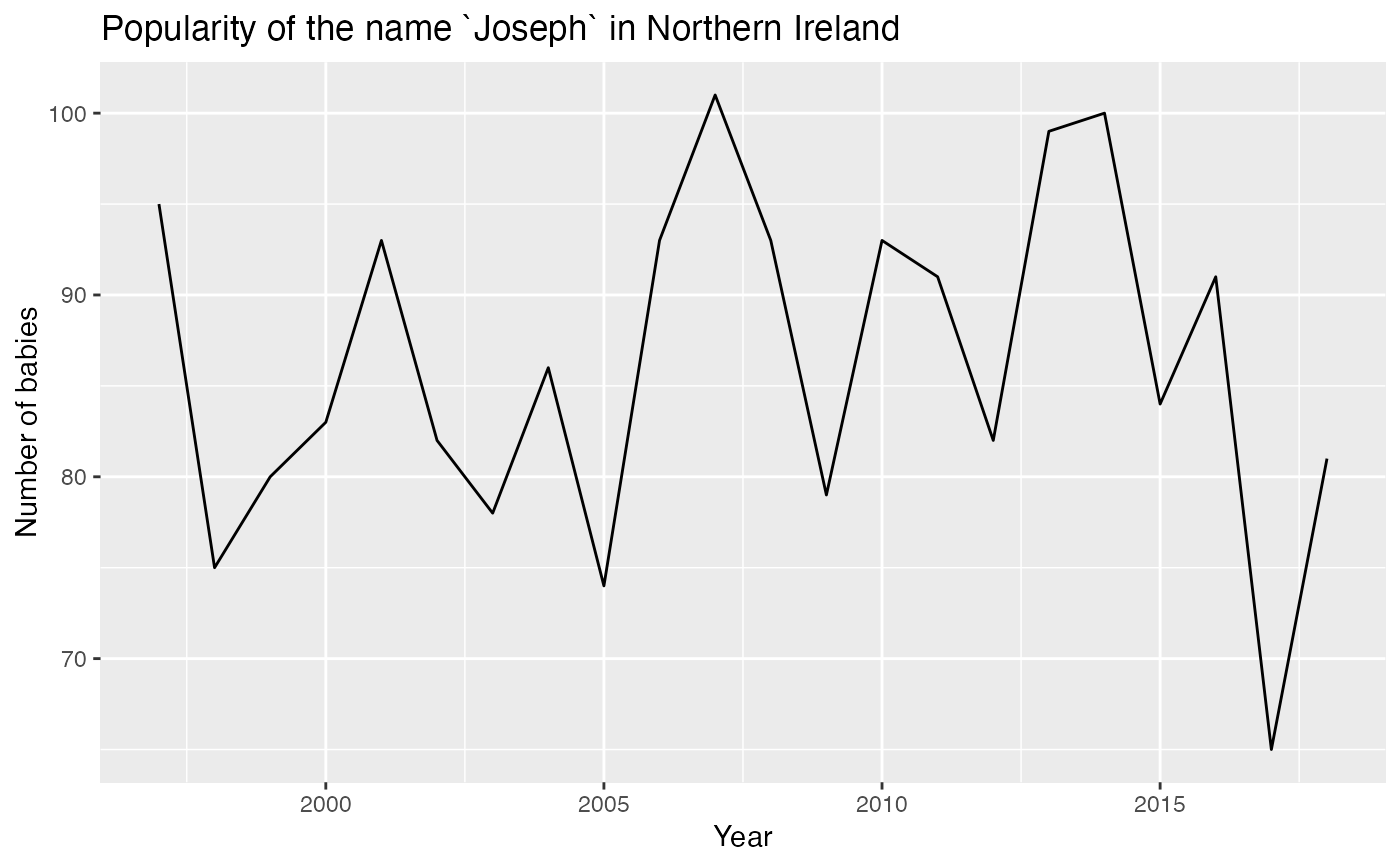 Popularity of the name `Joseph` in Northern Ireland
100
90
80
70
Number of babies
2000 2005 2010 2015
Year